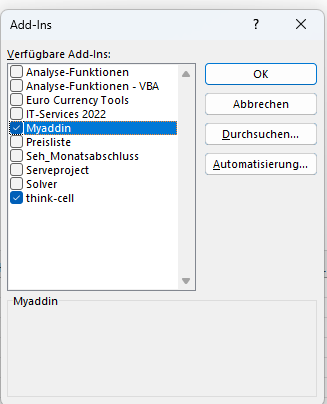 Add-Ins
?
Verfügbare Add-Ins:
Analyse-Funktionen
Analyse-Funktionen - VBA
Euro Currency Tools
IT-Services 2022
Myaddin
Preisliste
Seh_Monatsabschluss
Serveproject
Solver
think-cell
OK
Abbrechen
Durchsuchen...
Automatisierung...
Myaddin